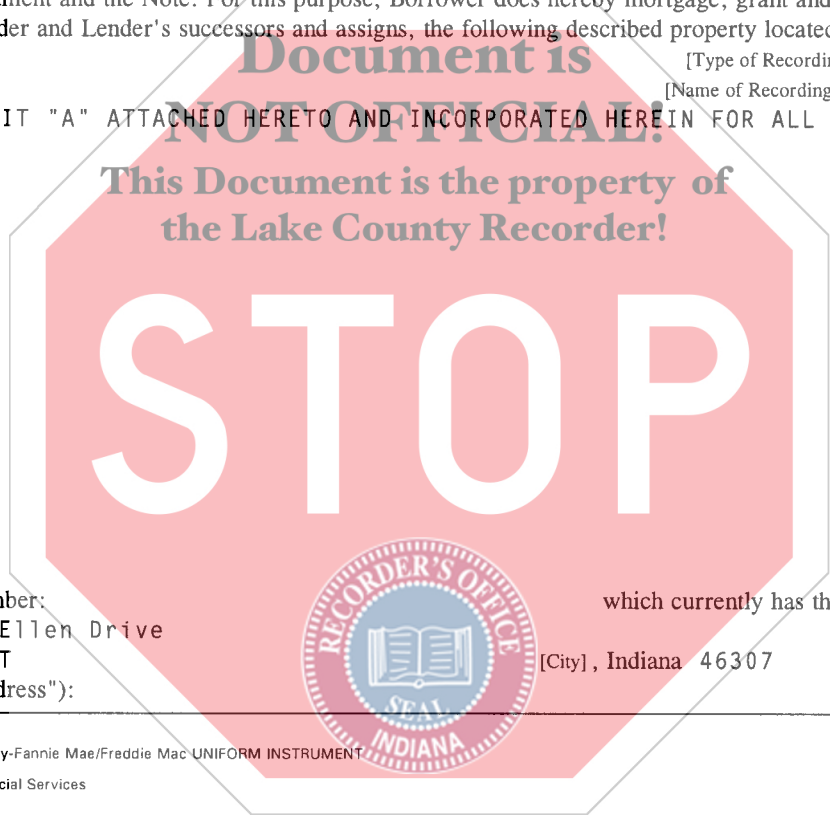 ment and the Note. For this purpose, Borrower does hereby mortgage, grant and
der and Lender's successors and assigns, the following described property located
Document is
[Type of Recordin
[Name of Recording
IT "A" ATTACHED HERETO AND INCORPORATED HEREIN FOR ALL
NOT OFFICIAL!
This Document is the property of
the Lake County Recorder!
STOP
RECORDER'S OFFICE
SEAL
INDIANA
nber:
which currently has th
Ellen Drive
T
[City], Indiana 46307
dress"):
y-Fannie Mae/Freddie Mac UNIFORM INSTRUMENT
cial Services